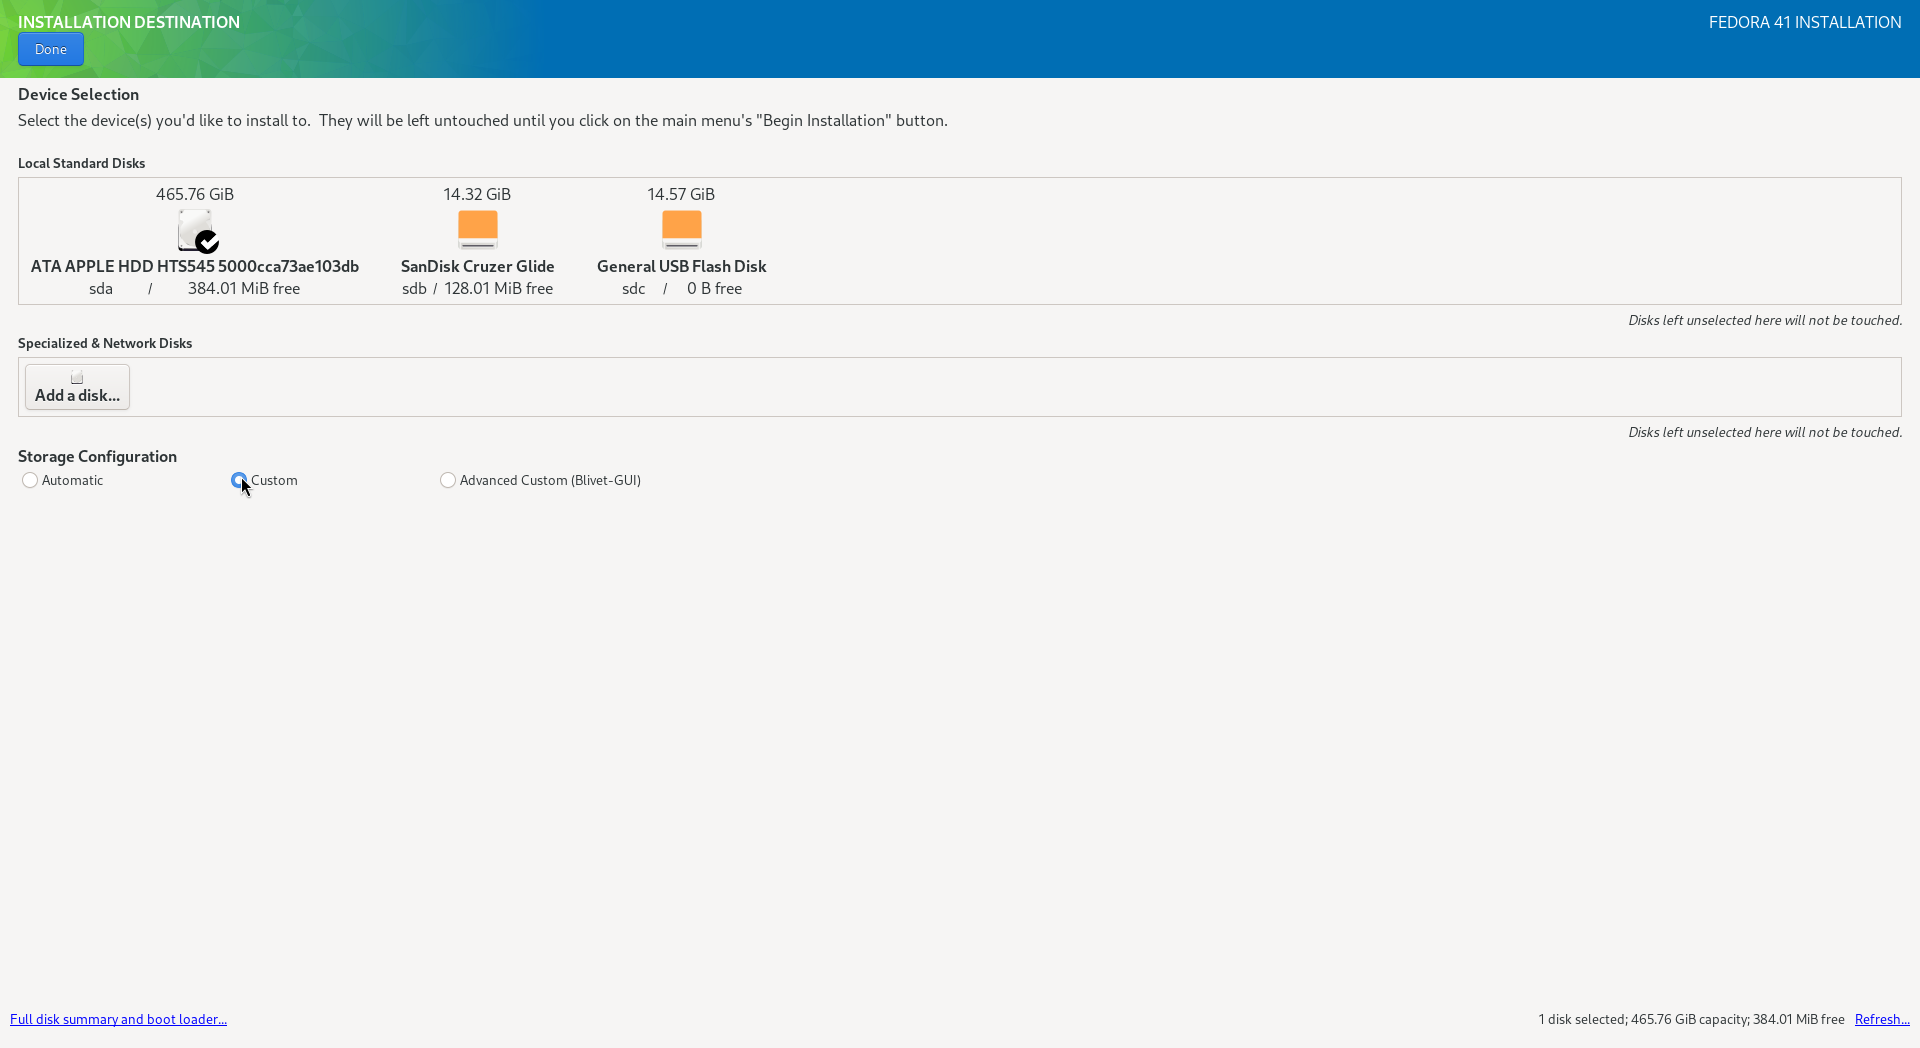 INSTALLATION DESTINATION
FEDORA 41 INSTALLATION
Done
Device Selection
Select the device(s) you'd like to install to.  They will be left untouched until you click on the main menu's "Begin Installation" button.
Local Standard Disks
465.76 GiB
ATA APPLE HDD HTS545 5000cca73ae103db
sda / 384.01 MiB free
14.32 GiB
SanDisk Cruzer Glide
sdb / 128.01 MiB free
14.57 GiB
General USB Flash Disk
sdc / 0 B free
Disks left unselected here will not be touched.
Specialized & Network Disks
Add a disk...
Disks left unselected here will not be touched.
Storage Configuration
Automatic
Custom
Advanced Custom (Blivet-GUI)
Full disk summary and boot loader...
1 disk selected; 465.76 GiB capacity; 384.01 MiB free
Refresh...